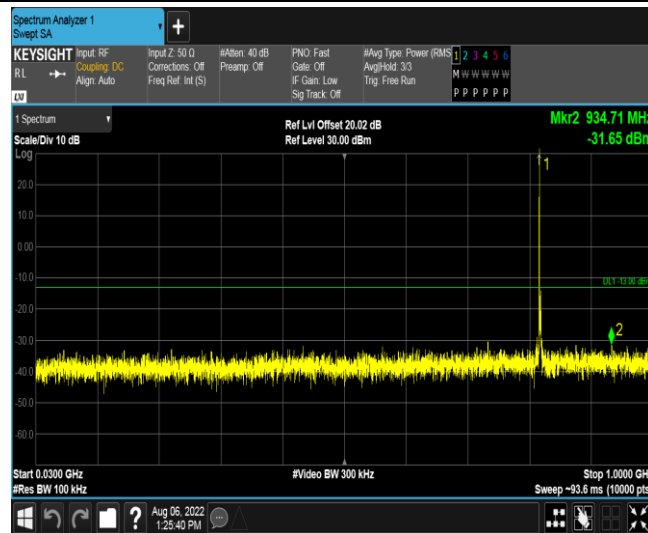 Spectrum Analyzer 1
Swept SA
+
KEYSIGHT
RL
LXI
Input: RF
Coupling: DC
Align: Auto
Input Z: 50 Ω
Corrections: Off
Freq Ref: Int (S)
#Atten: 40 dB
Preamp: Off
PNO: Fast
Gate: Off
IF Gain: Low
Sig Track: Off
#Avg Type: Power (RMS
Avg|Hold: 3/3
Trig: Free Run
1 2 3 4 5 6
M W W W W W
P P P P P P
1 Spectrum
Scale/Div 10 dB
Ref Lvl Offset 20.02 dB
Ref Level 30.00 dBm
Mkr2 934.71 MHz
-31.65 dBm
Log
20.0
10.0
0.00
-10.0
-20.0
-30.0
-40.0
-50.0
-60.0
1
DL1 -13.00 dBm
2
Start 0.0300 GHz
#Res BW 100 kHz
#Video BW 300 kHz
Stop 1.0000 GH
Sweep ~93.6 ms (10000 pts
?
Aug 06, 2022
1:25:40 PM